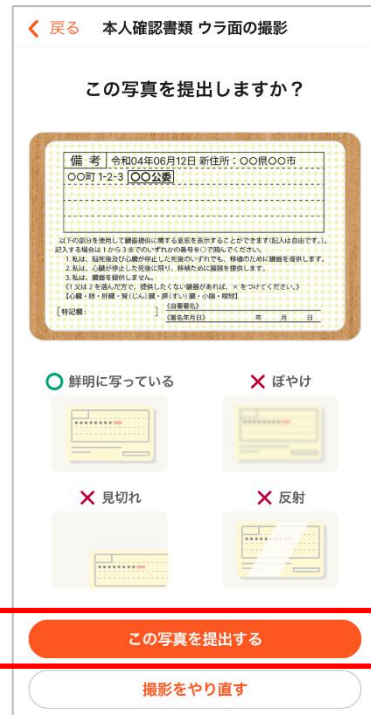 戻る 本人確認書類 ウラ面の撮影
この写真を提出しますか？
備 考 令和04年06月12日 新住所：〇〇県〇〇市
〇〇町 1-2-3 〇〇公委
以下の部分を使用して臓器提供に関する意思を表示することができます(記入は自由です。)。
記入する場合は1から3までのいずれかの番号を〇で囲んでください。
1. 私は、脳死後及び心臓が停止した死後のいずれでも、移植のために臓器を提供します。
2. 私は、心臓が停止した死後に限り、移植のために臓器を提供します。
3. 私は、臓器を提供しません。
《1又は2を選んだ方で、提供したくない臓器があれば、×をつけてください。》
【心臓・肺・肝臓・腎(じん)臓・膵(すい)臓・小腸・眼球】
[特記欄: ]
《自署署名》
《署名年月日》 年 月 日
鮮明に写っている
ぼやけ
見切れ
反射
この写真を提出する
撮影をやり直す